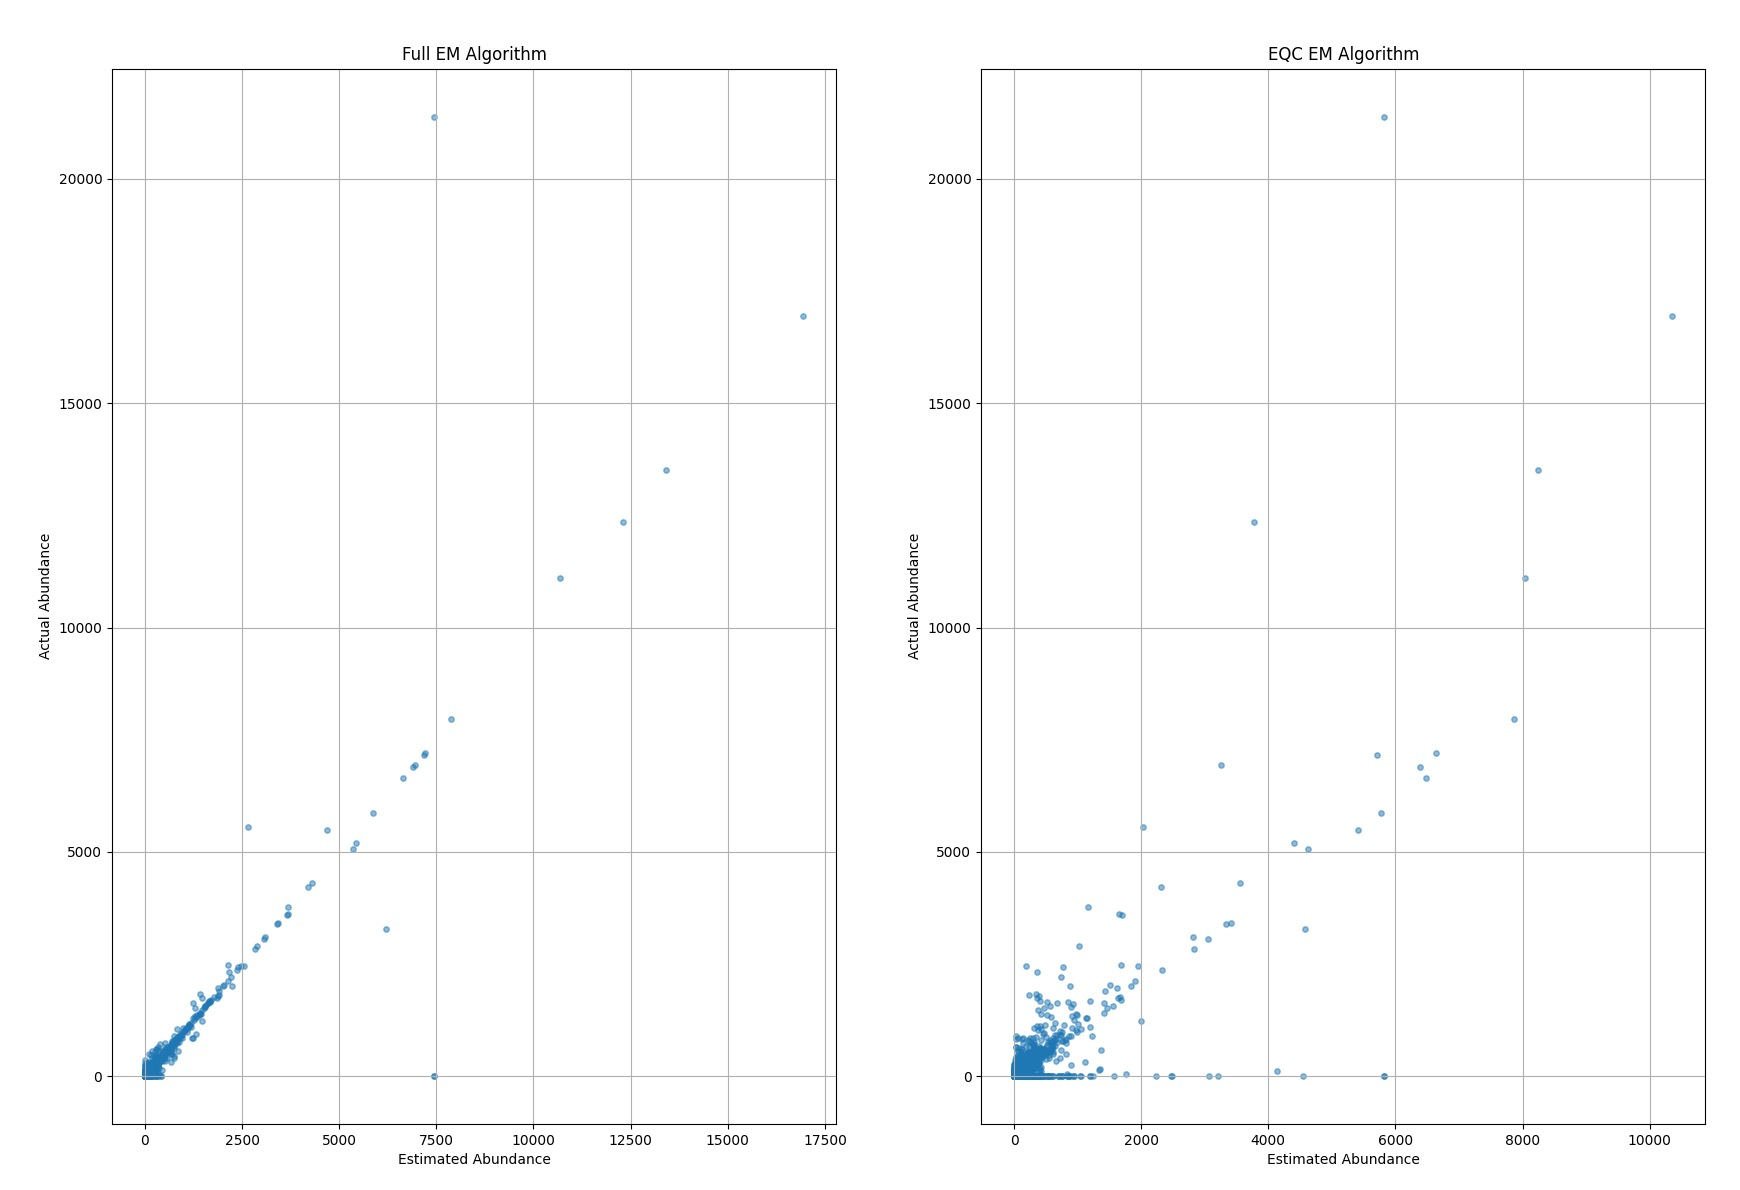 Full EM Algorithm
20000
15000
10000
5000
0
Actual Abundance
0 2500 5000 7500 10000 12500 15000 17500
Estimated Abundance
EQC EM Algorithm
20000
15000
10000
5000
0
Actual Abundance
0 2000 4000 6000 8000 10000
Estimated Abundance